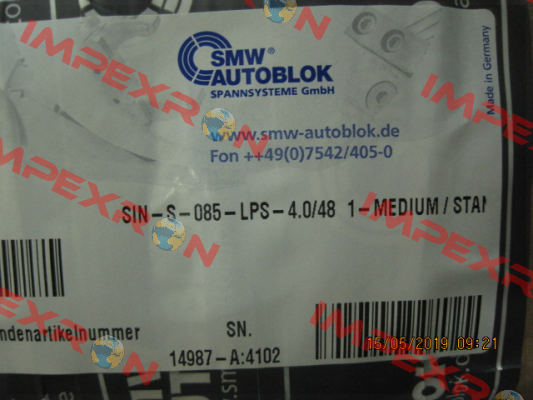 SMW®
AUTOBLOK
SPANNSYSTEME GmbH
Made in Germany
www.smw-autoblok.de
Fon ++49(0)7542/405-0
SIN-S-085-LPS-4.0/48 1-MEDIUM / STAN
ndenartikelnummer
SN.
14987-A:4102
15/05/2019 09:21
IMPEXRON
IMPEXRON
IMPEXRON
IMPEXRON
IMPEXRON